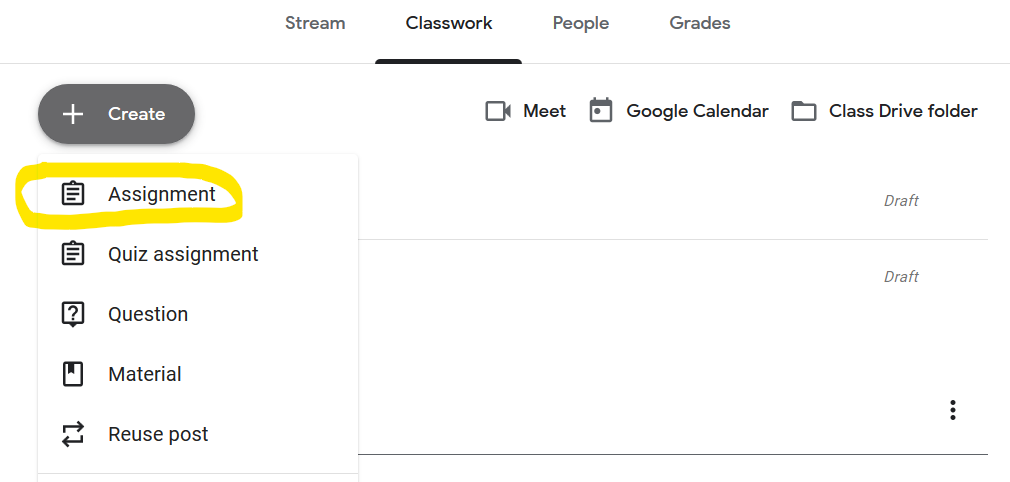 Stream Classwork People Grades
Create Meet Google Calendar Class Drive folder
Assignment Draft
Quiz assignment
Draft
Question
Material
Reuse post